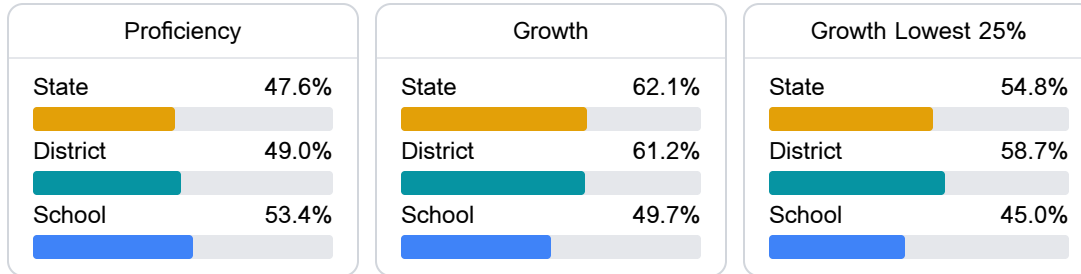 Proficiency
State 47.6%
District 49.0%
School 53.4%
Growth
State 62.1%
District 61.2%
School 49.7%
Growth Lowest 25%
State 54.8%
District 58.7%
School 45.0%